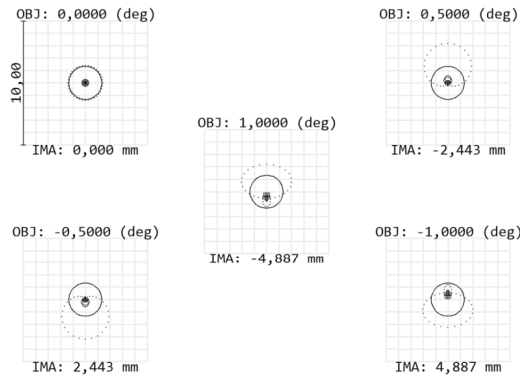 OBJ: 0,0000 (deg)
10,00
IMA: 0,000 mm
OBJ: 0,5000 (deg)
IMA: -2,443 mm
OBJ: 1,0000 (deg)
IMA: -4,887 mm
OBJ: -0,5000 (deg)
IMA: 2,443 mm
OBJ: -1,0000 (deg)
IMA: 4,887 mm